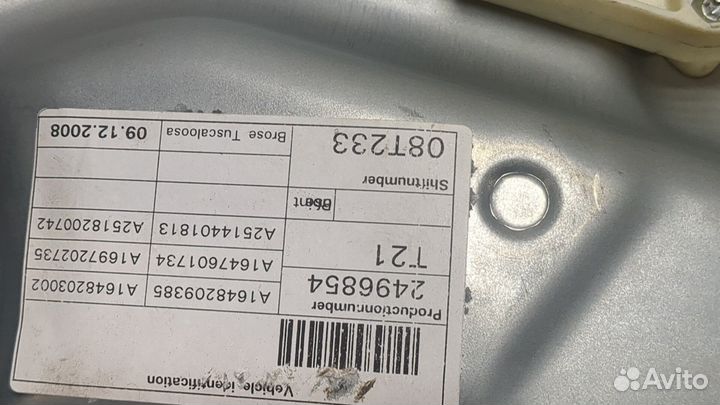 Vehicle identification
Productionnumber
2496854
T21
A1648209385 A1648203002
A1647601734 A1697202735
A2514401813 A2518200742
Shiftnumber
08T233
Brose Tuscaloosa 09.12.2008
Avito